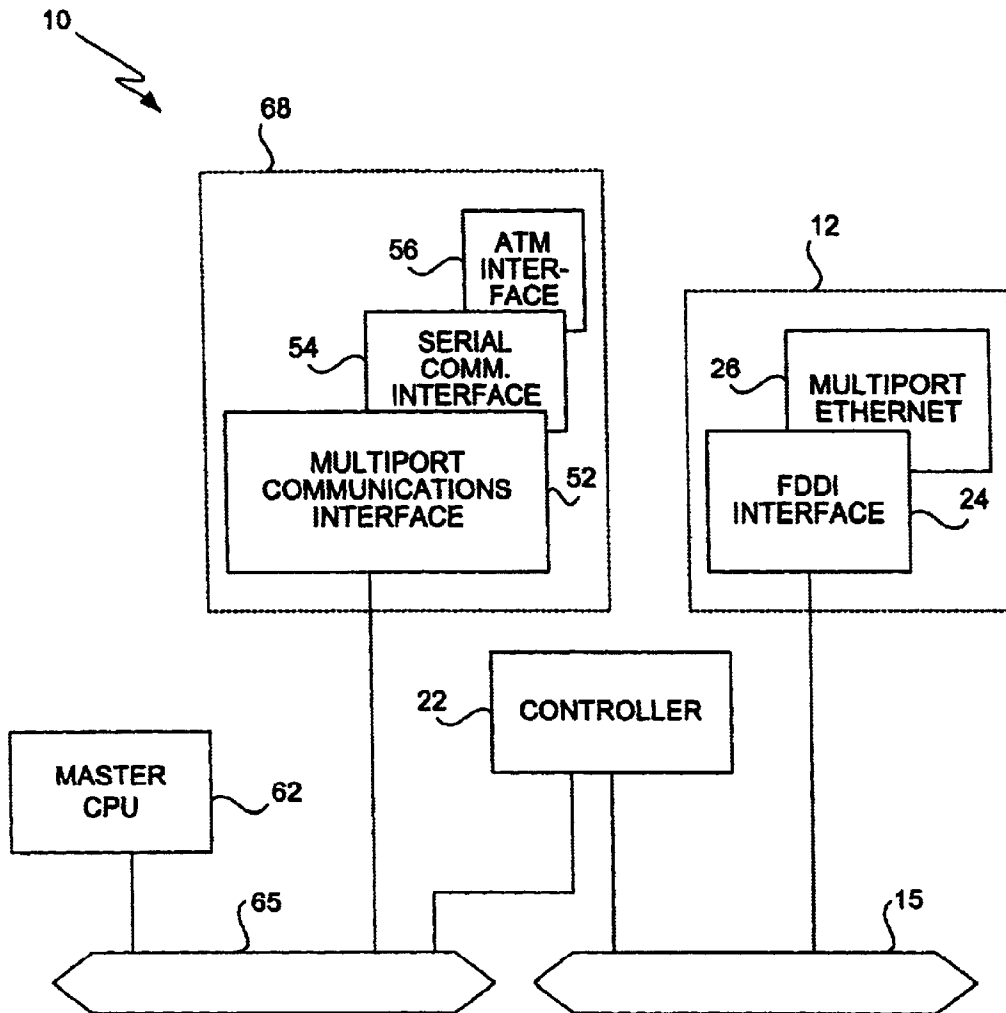 10
68
56
ATM
INTER-
FACE
12
54
SERIAL
COMM.
INTERFACE
26
MULTIPORT
ETHERNET
MULTIPORT
COMMUNICATIONS
INTERFACE
52
FDDI
INTERFACE
24
22
CONTROLLER
MASTER
CPU
62
65
15